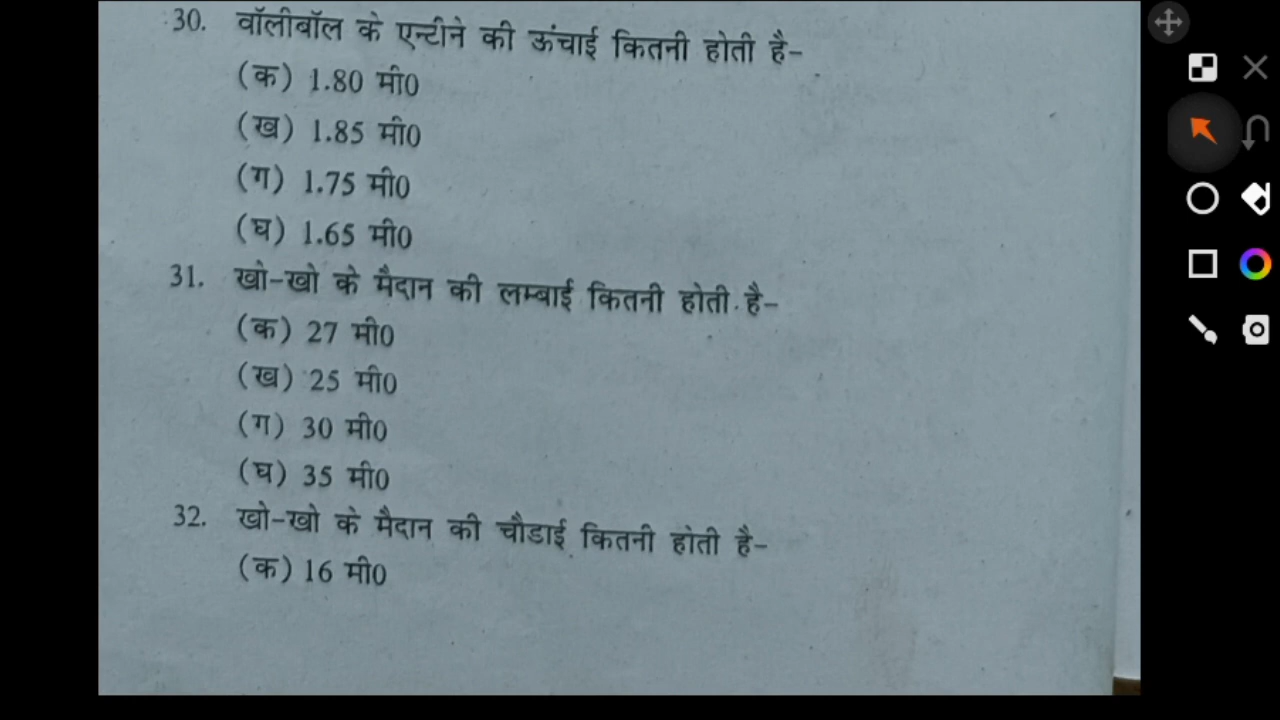 30. वॉलीबॉल के एन्टीने की ऊंचाई कितनी होती है-
(क) 1.80 मी0
(ख) 1.85 मी0
(ग) 1.75 मी0
(घ) 1.65 मी0
31. खो-खो के मैदान की लम्बाई कितनी होती है-
(क) 27 मी0
(ख) 25 मी0
(ग) 30 मी0
(घ) 35 मी0
32. खो-खो के मैदान की चौडाई कितनी होती है-
(क) 16 मी0